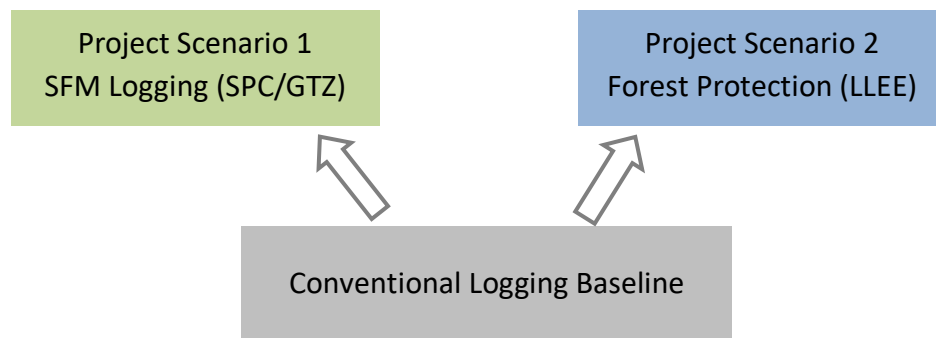 Project Scenario 1
SFM Logging (SPC/GTZ)
Project Scenario 2
Forest Protection (LLEE)
Conventional Logging Baseline